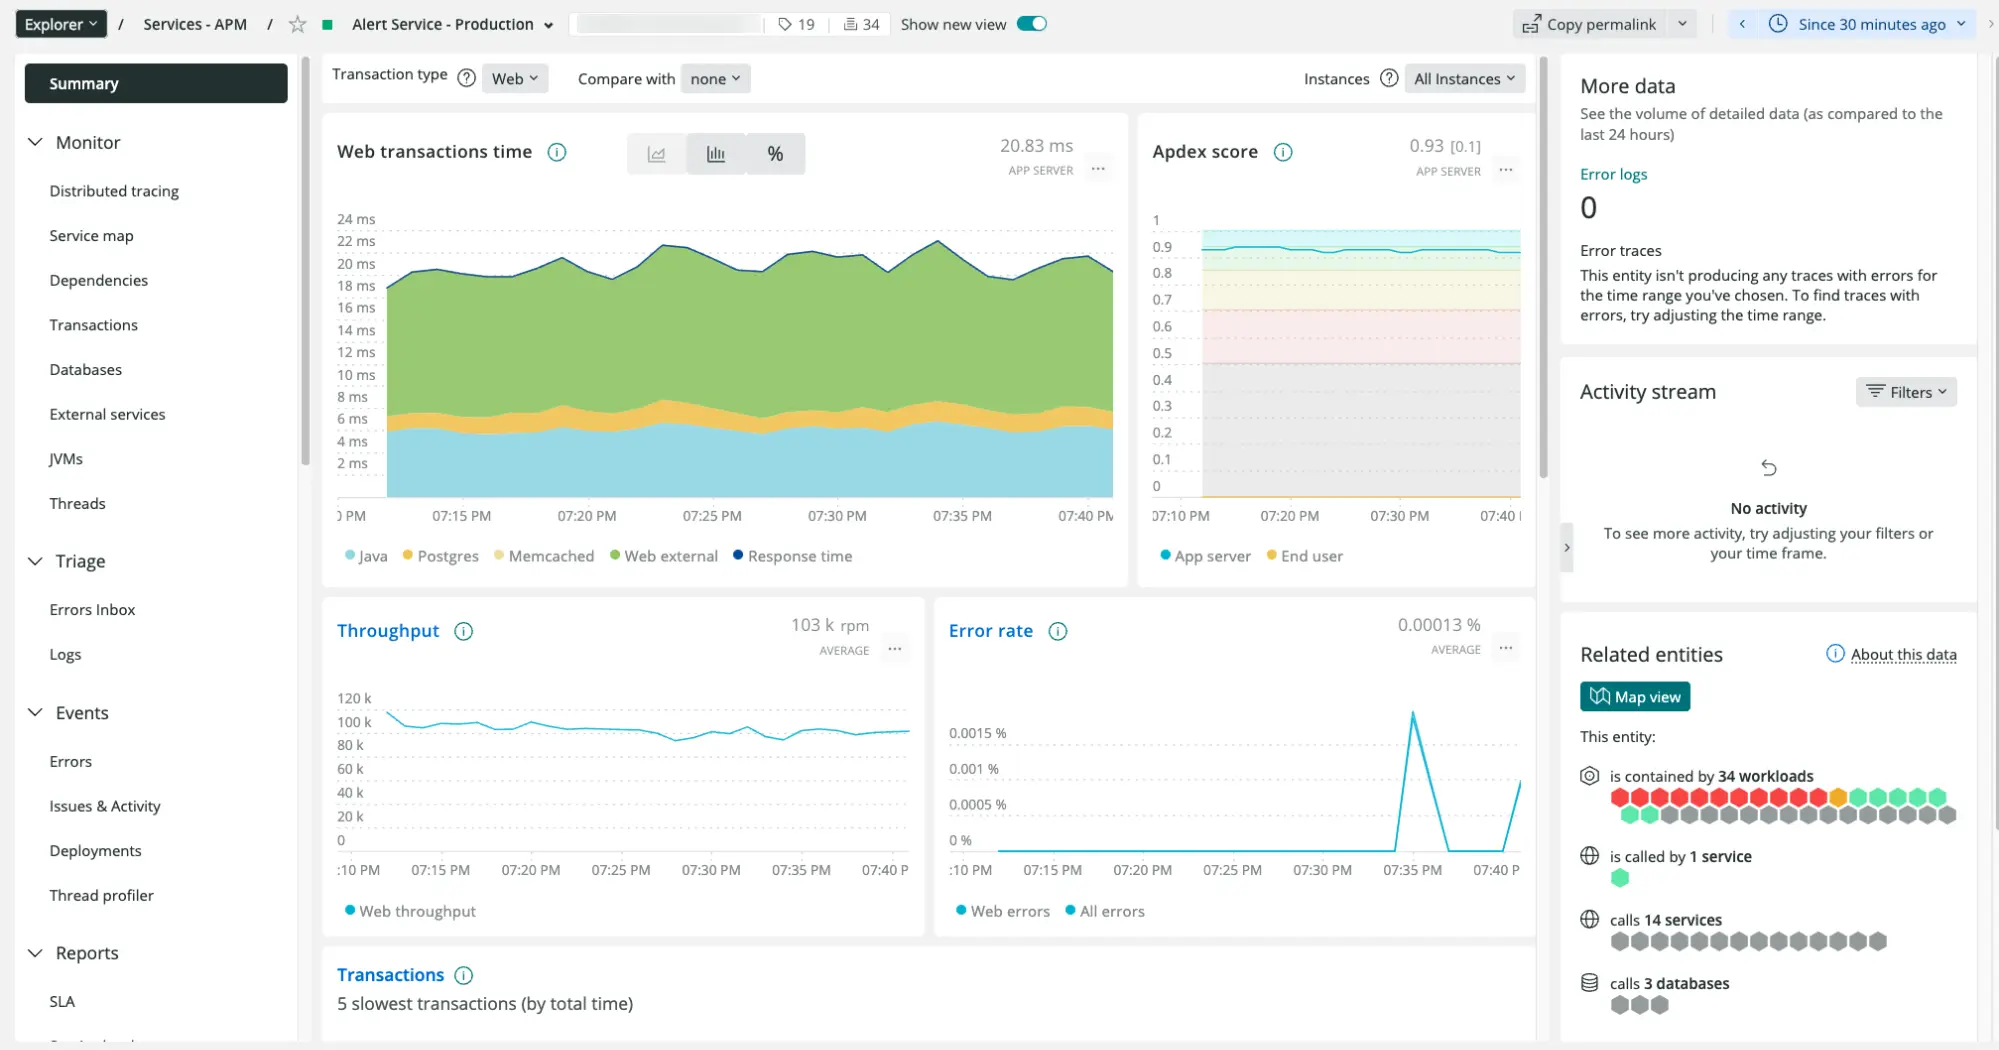 Explorer / Services - APM / Alert Service - Production 19 34 Show new view Copy permalink Since 30 minutes ago
Summary
Monitor
Distributed tracing
Service map
Dependencies
Transactions
Databases
External services
JVMs
Threads
Triage
Errors Inbox
Logs
Events
Errors
Issues & Activity
Deployments
Thread profiler
Reports
SLA
Transaction type Web Compare with none Instances All Instances
Web transactions time % 20.83 ms
APP SERVER
24 ms
22 ms
20 ms
18 ms
16 ms
14 ms
12 ms
10 ms
8 ms
6 ms
4 ms
2 ms
0 PM 07:15 PM 07:20 PM 07:25 PM 07:30 PM 07:35 PM 07:40 PM
Java Postgres Memcached Web external Response time
Apdex score 0.93 [0.1]
APP SERVER
1
0.9
0.8
0.7
0.6
0.5
0.4
0.3
0.2
0.1
0
07:10 PM 07:20 PM 07:30 PM 07:40
App server End user
Throughput 103 k rpm
AVERAGE
120 k
100 k
80 k
60 k
40 k
20 k
0
:10 PM 07:15 PM 07:20 PM 07:25 PM 07:30 PM 07:35 PM 07:40 P
Web throughput
Error rate 0.00013 %
AVERAGE
0.0015 %
0.001 %
0.0005 %
0 %
:10 PM 07:15 PM 07:20 PM 07:25 PM 07:30 PM 07:35 PM 07:40 P
Web errors All errors
Transactions
5 slowest transactions (by total time)
More data
See the volume of detailed data (as compared to the
last 24 hours)
Error logs
0
Error traces
This entity isn't producing any traces with errors for
the time range you've chosen. To find traces with
errors, try adjusting the time range.
Activity stream Filters
No activity
To see more activity, try adjusting your filters or
your time frame.
Related entities About this data
Map view
This entity:
is contained by 34 workloads
is called by 1 service
calls 14 services
calls 3 databases